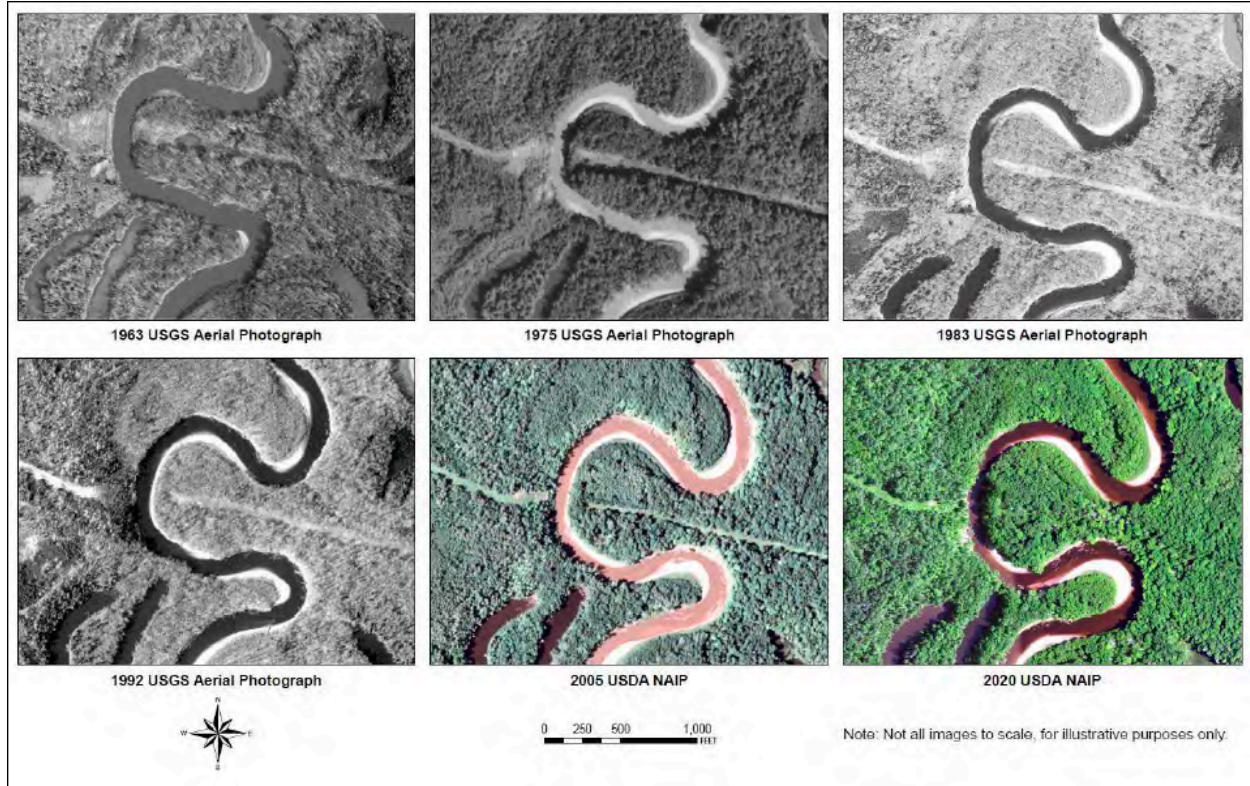 1963 USGS Aerial Photograph
1975 USGS Aerial Photograph
1983 USGS Aerial Photograph
1992 USGS Aerial Photograph
2005 USDA NAIP
2020 USDA NAIP
N
W
E
S
0 250 500 1,000
FEET
Note: Not all images to scale, for illustrative purposes only.